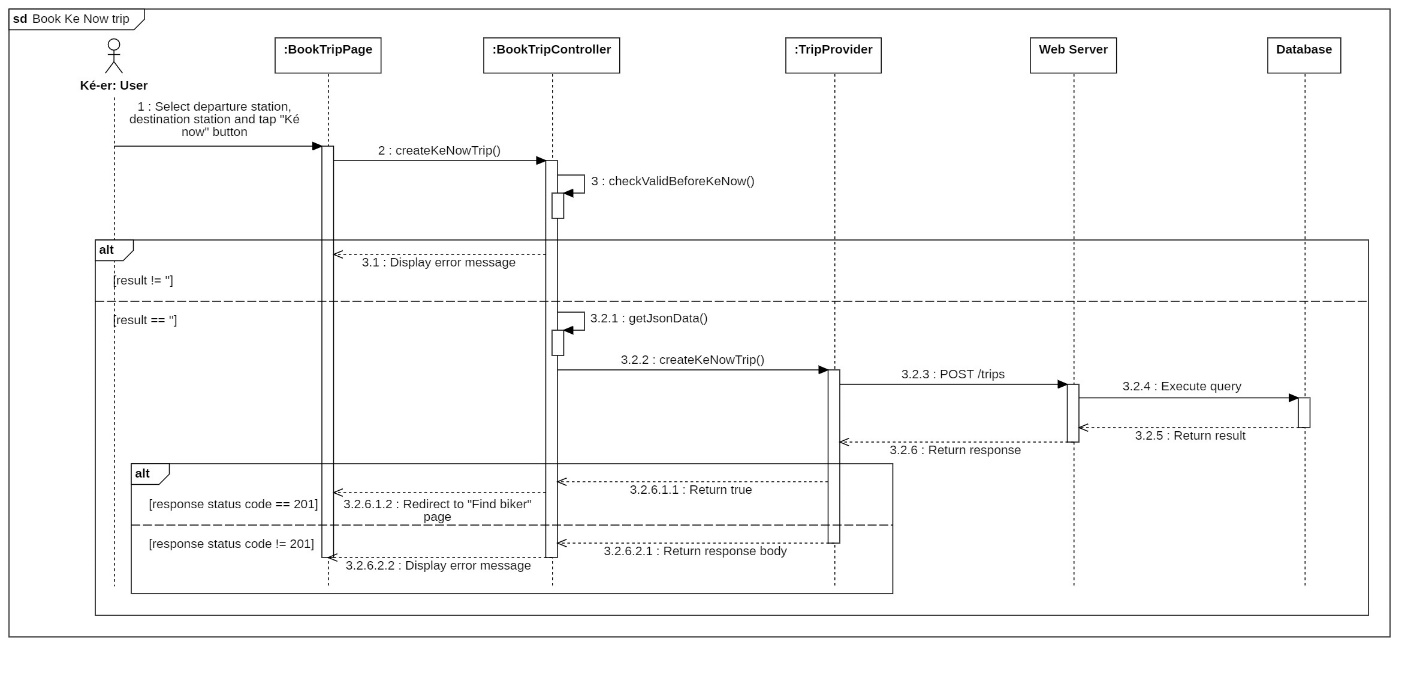 sd Book Ke Now trip
Ké-er: User
:BookTripPage
:BookTripController
:TripProvider
Web Server
Database
1 : Select departure station,
destination station and tap "Ké
now" button
2 : createKeNowTrip()
3 : checkValidBeforeKeNow()
alt
3.1 : Display error message
[result != '']
[result == '']
3.2.1 : getJsonData()
3.2.2 : createKeNowTrip()
3.2.3 : POST /trips
3.2.4 : Execute query
3.2.5 : Return result
3.2.6 : Return response
alt
3.2.6.1.1 : Return true
[response status code == 201]
3.2.6.1.2 : Redirect to "Find biker"
page
[response status code != 201]
3.2.6.2.1 : Return response body
3.2.6.2.2 : Display error message